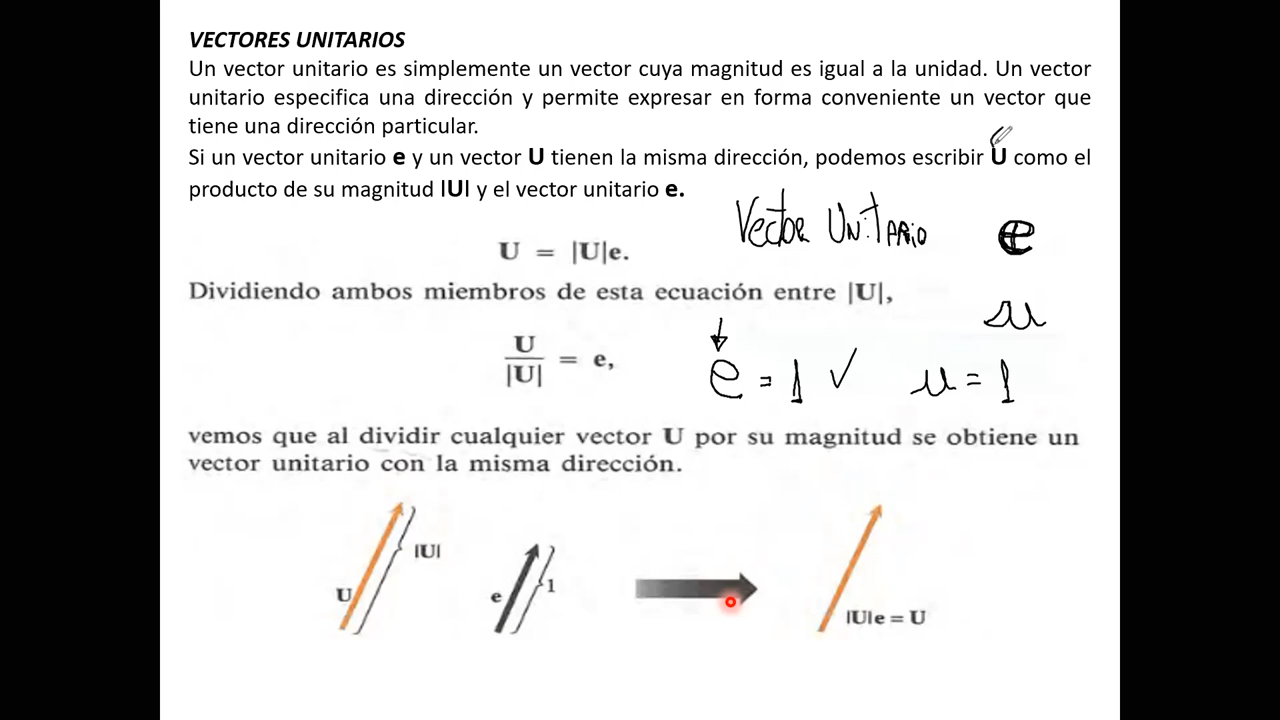 VECTORES UNITARIOS
Un vector unitario es simplemente un vector cuya magnitud es igual a la unidad. Un vector
unitario especifica una dirección y permite expresar en forma conveniente un vector que
tiene una dirección particular.
Si un vector unitario e y un vector U tienen la misma dirección, podemos escribir U como el
producto de su magnitud |U| y el vector unitario e.
Vector UNiTARiO e
U = |U|e.
Dividiendo ambos miembros de esta ecuación entre |U|,
u
U
|U| = e,
e = 1 ✓ u = 1
vemos que al dividir cualquier vector U por su magnitud se obtiene un
vector unitario con la misma dirección.
|U|
U
e
1
|U|e = U